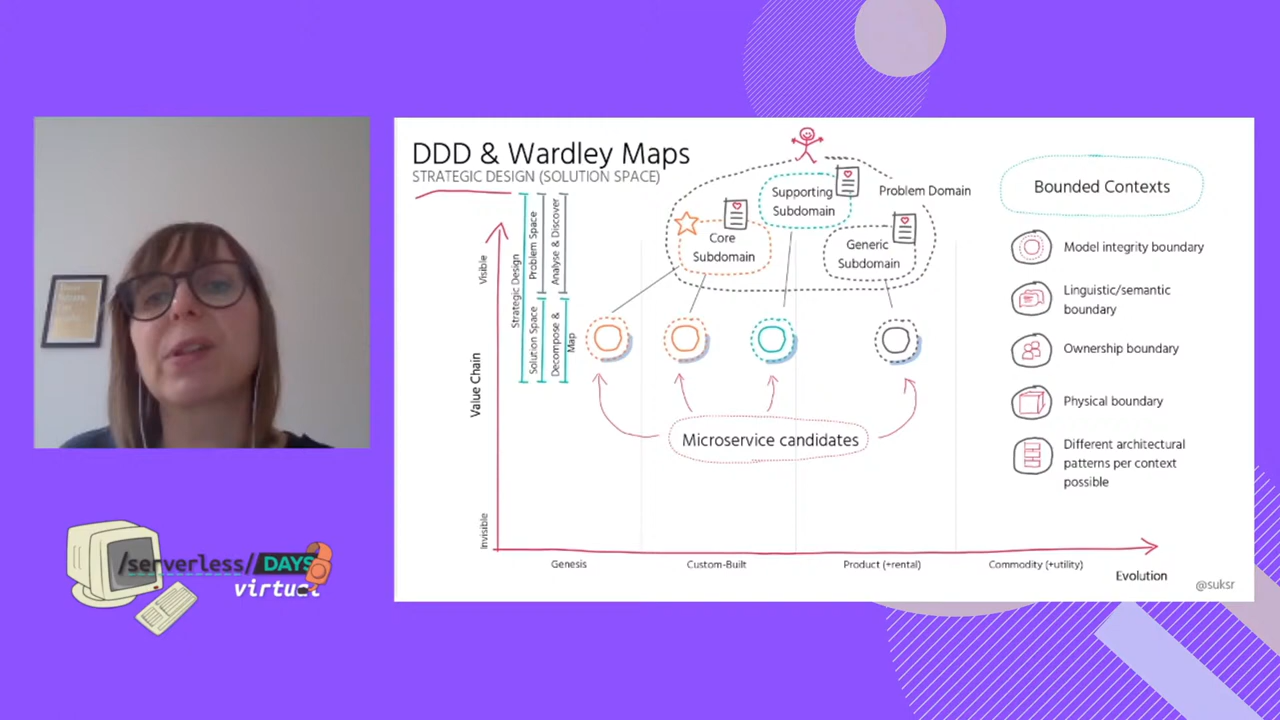 DDD & Wardley Maps
STRATEGIC DESIGN (SOLUTION SPACE)
Strategic Design
Problem Space
Analyse & Discover
Solution Space
Decompose &
Map
Visible
Value Chain
Invisible
Supporting
Subdomain
Problem Domain
Core
Subdomain
Generic
Subdomain
Microservice candidates
Genesis
Custom-Built
Product (+rental)
Commodity (+utility)
Evolution
Bounded Contexts
Model integrity boundary
Linguistic/semantic
boundary
Ownership boundary
Physical boundary
Different architectural
patterns per context
possible
@suksr
/serverless/DAYS
virtual